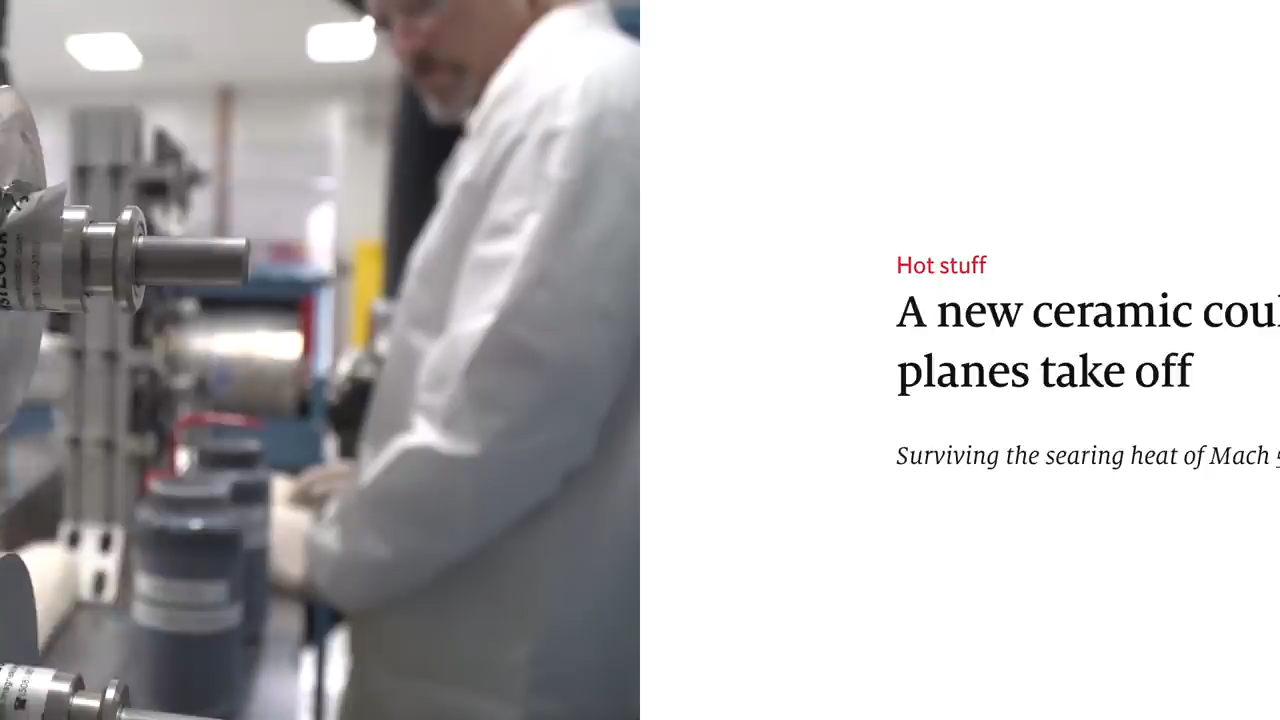 Hot stuff
A new ceramic cou
planes take off
Surviving the searing heat of Mach